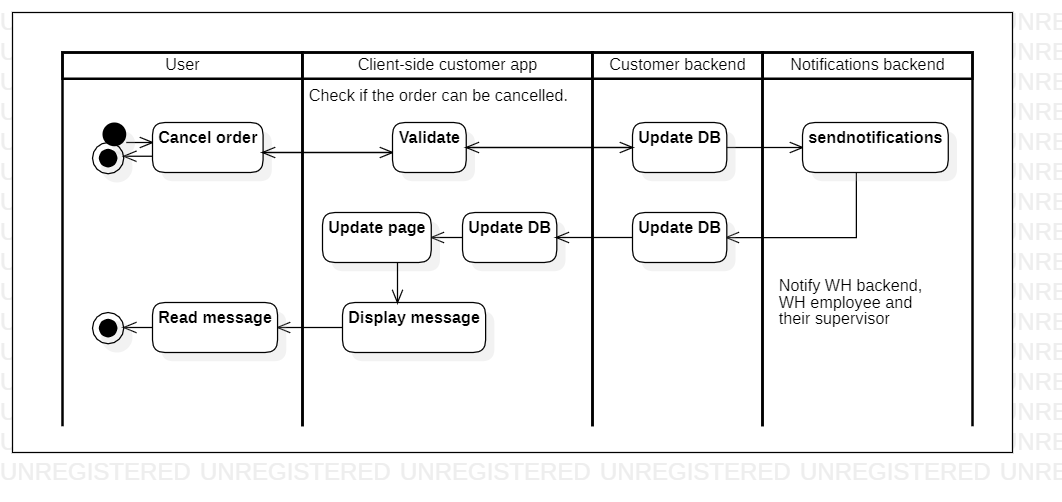 User
Client-side customer app
Customer backend
Notifications backend
Check if the order can be cancelled.
Cancel order
Validate
Update DB
sendnotifications
Update page
Update DB
Update DB
Notify WH backend,
WH employee and
their supervisor
Read message
Display message
UNREGISTERED UNREGISTERED UNREGISTERED UNREGISTERED UNREGISTERED